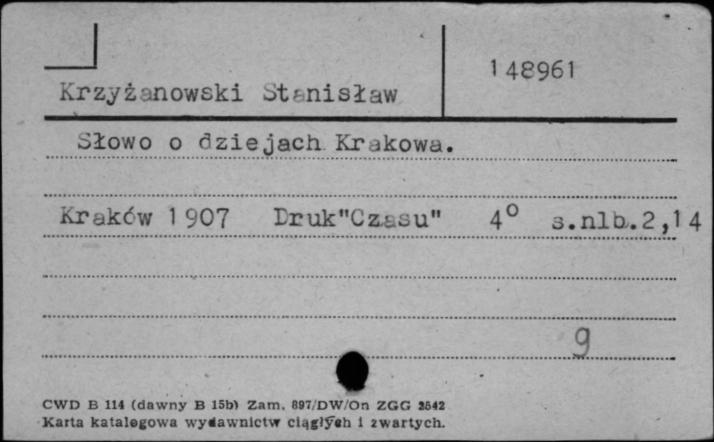 148961
Krzyżanowski Stanisław
Słowo o dziejach Krakowa.
Kraków 1907 Druk"Czasu" 4° s.nlb.2,14
9
CWD B 114 (dawny B 15b) Zam. 897/DW/On ZGG 2642
Karta katalogowa wydawnictw ciągłych i zwartych.